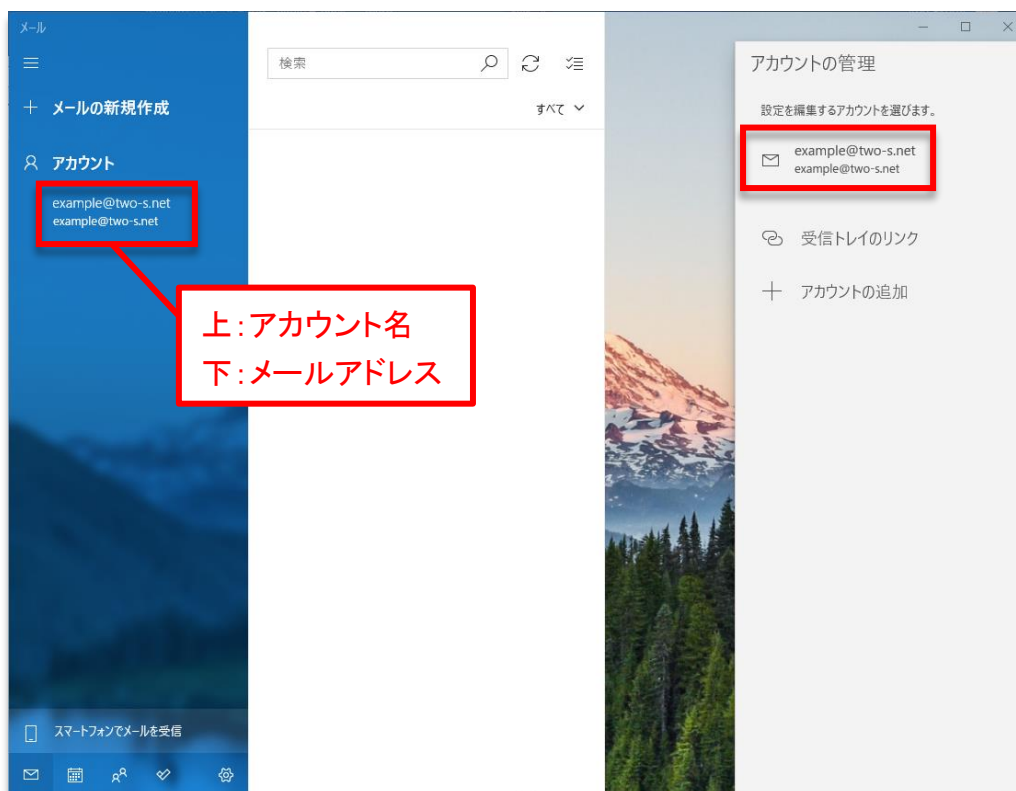 メール
メールの新規作成
アカウント
example@two-s.net
example@two-s.net
上:アカウント名
下:メールアドレス
スマートフォンでメールを受信
検索
すべて
アカウントの管理
設定を編集するアカウントを選びます。
example@two-s.net
example@two-s.net
受信トレイのリンク
アカウントの追加